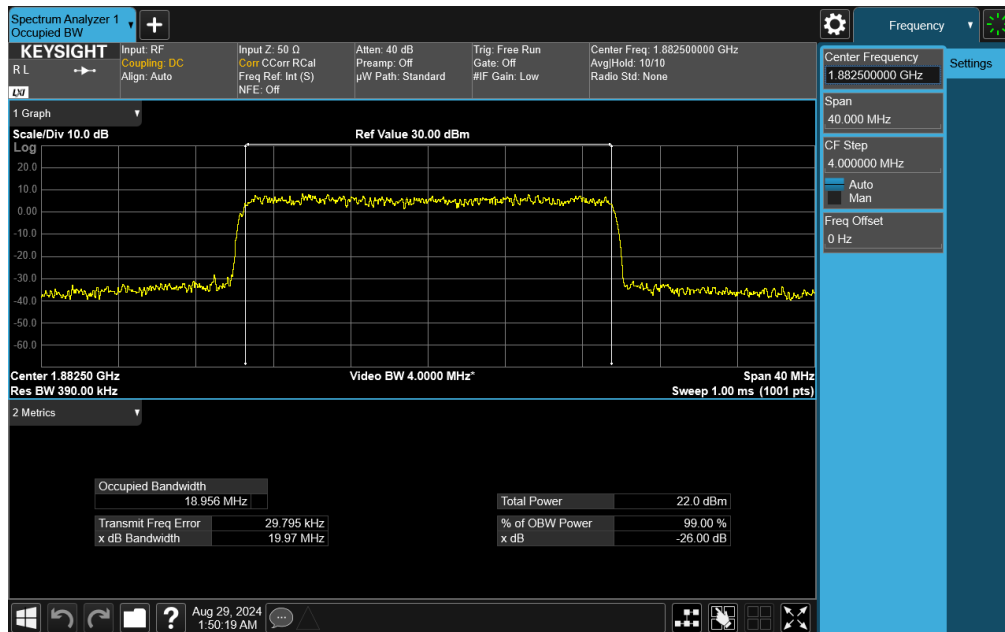 Spectrum Analyzer 1
Occupied BW
Frequency
KEYSIGHT
R L
LXI
Input: RF
Coupling: DC
Align: Auto
Input Z: 50 Ω
Corr CCorr RCal
Freq Ref: Int (S)
NFE: Off
Atten: 40 dB
Preamp: Off
µW Path: Standard
Trig: Free Run
Gate: Off
#IF Gain: Low
Center Freq: 1.882500000 GHz
Avg|Hold: 10/10
Radio Std: None
Center Frequency
1.882500000 GHz
Settings
Span
40.000 MHz
CF Step
4.000000 MHz
Auto
Man
Freq Offset
0 Hz
1 Graph
Scale/Div 10.0 dB
Ref Value 30.00 dBm
Log
20.0
10.0
0.00
-10.0
-20.0
-30.0
-40.0
-50.0
-60.0
Center 1.88250 GHz
Video BW 4.0000 MHz*
Span 40 MHz
Res BW 390.00 kHz
Sweep 1.00 ms (1001 pts)
2 Metrics
Occupied Bandwidth
18.956 MHz
Transmit Freq Error 29.795 kHz
x dB Bandwidth 19.97 MHz
Total Power 22.0 dBm
% of OBW Power 99.00 %
x dB -26.00 dB
Aug 29, 2024
1:50:19 AM